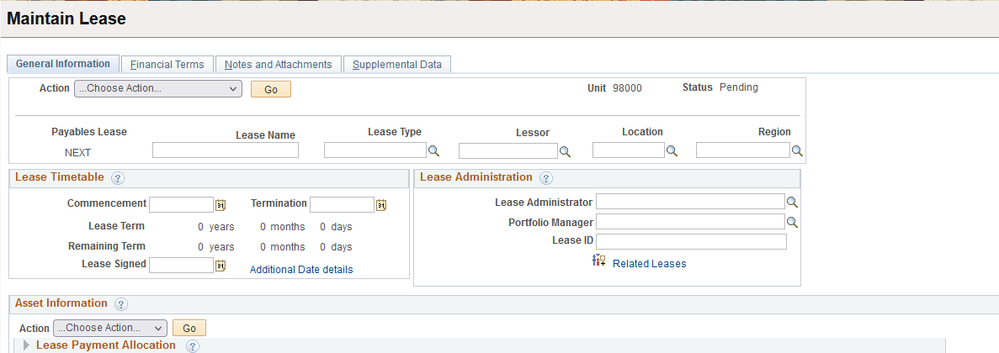 Maintain Lease
General Information Financial Terms Notes and Attachments Supplemental Data
Action ...Choose Action... Go Unit 98000 Status Pending
Payables Lease Lease Name Lease Type Lessor Location Region
NEXT
Lease Timetable ? Lease Administration ?
Commencement 31 Termination 31 Lease Administrator
Lease Term 0 years 0 months 0 days Portfolio Manager
Remaining Term 0 years 0 months 0 days Lease ID
Lease Signed 31 Additional Date details Related Leases
Asset Information ?
Action ...Choose Action... Go
Lease Payment Allocation ?